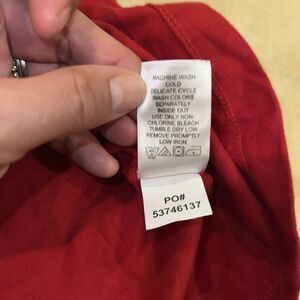 MACHINE WASH
COLD
DELICATE CYCLE
WASH COLORS
SEPARATELY
INSIDE OUT
USE ONLY NON
CHLORINE BLEACH
TUMBLE DRY LOW
REMOVE PROMPTLY
LOW IRON
PO#
53746137